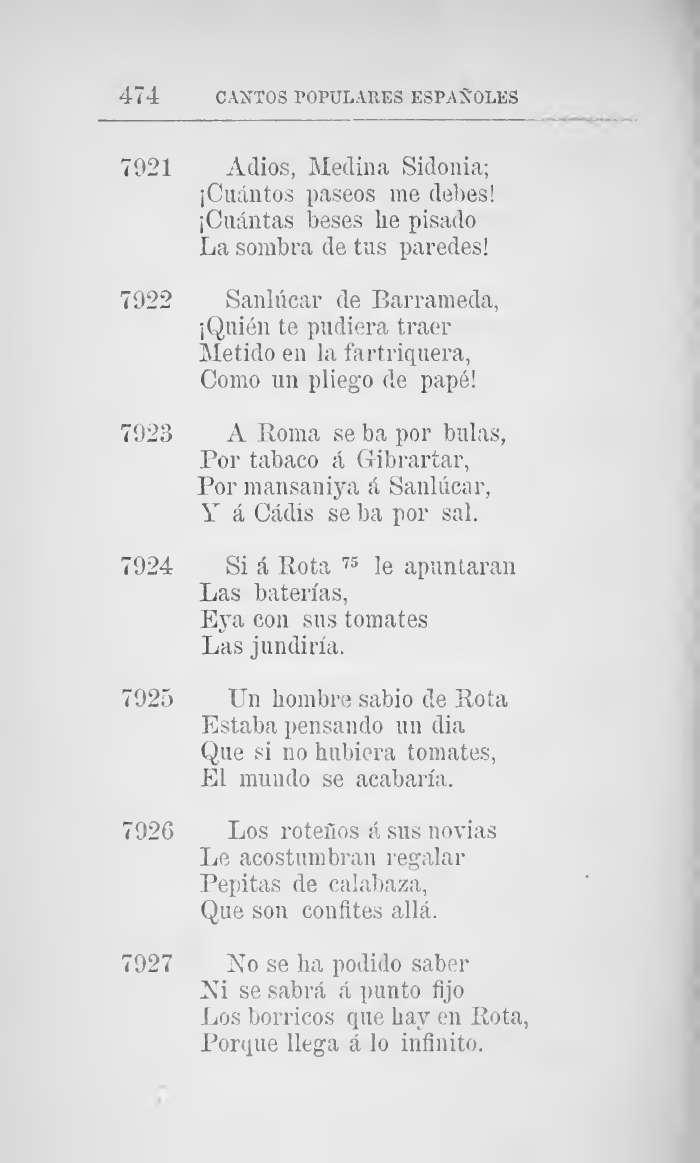 474 CANTOS POPULARES ESPAÑOLES
7921 Adios, Medina Sidonia;
¡Cuántos paseos me debes!
¡Cuántas beses he pisado
La sombra de tus paredes!
7922 Sanlúcar de Barrameda,
¡Quién te pudiera traer
Metido en la fartriquera,
Como un pliego de papé!
7923 A Roma se ba por bulas,
Por tabaco á Gibrartar,
Por mansaniya á Sanlúcar,
Y á Cádis se ba por sal.
7924 Si á Rota 75 le apuntaran
Las baterías,
Eya con sus tomates
Las jundiría.
7925 Un hombre sabio de Rota
Estaba pensando un dia
Que si no hubiera tomates,
El mundo se acabaría.
7926 Los roteños á sus novias
Le acostumbran regalar
Pepitas de calabaza,
Que son confites allá.
7927 No se ha podido saber
Ni se sabrá á punto fijo
Los borricos que hay en Rota,
Porque llega á lo infinito.